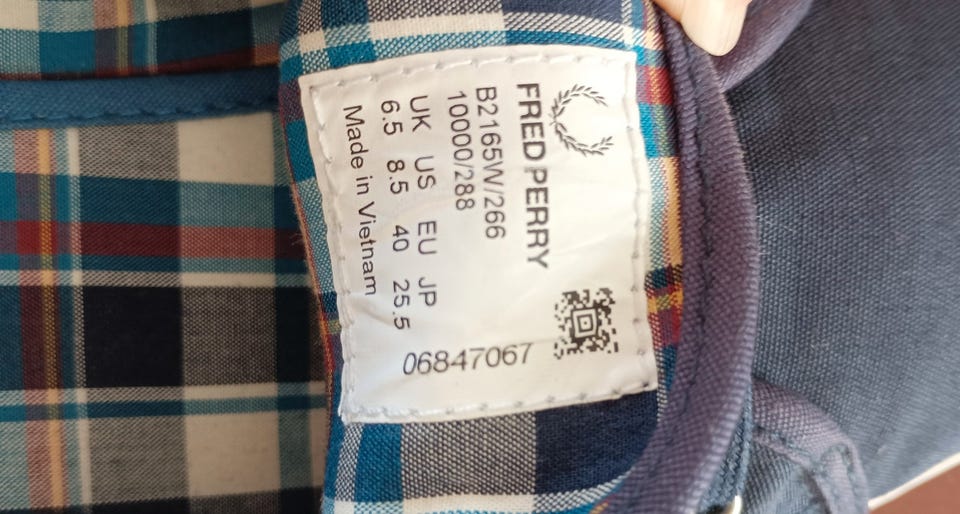 FRED PERRY
B2165W/266
10000/288
UK US EU JP
6.5 8.5 40 25.5
Made in Vietnam
06847067